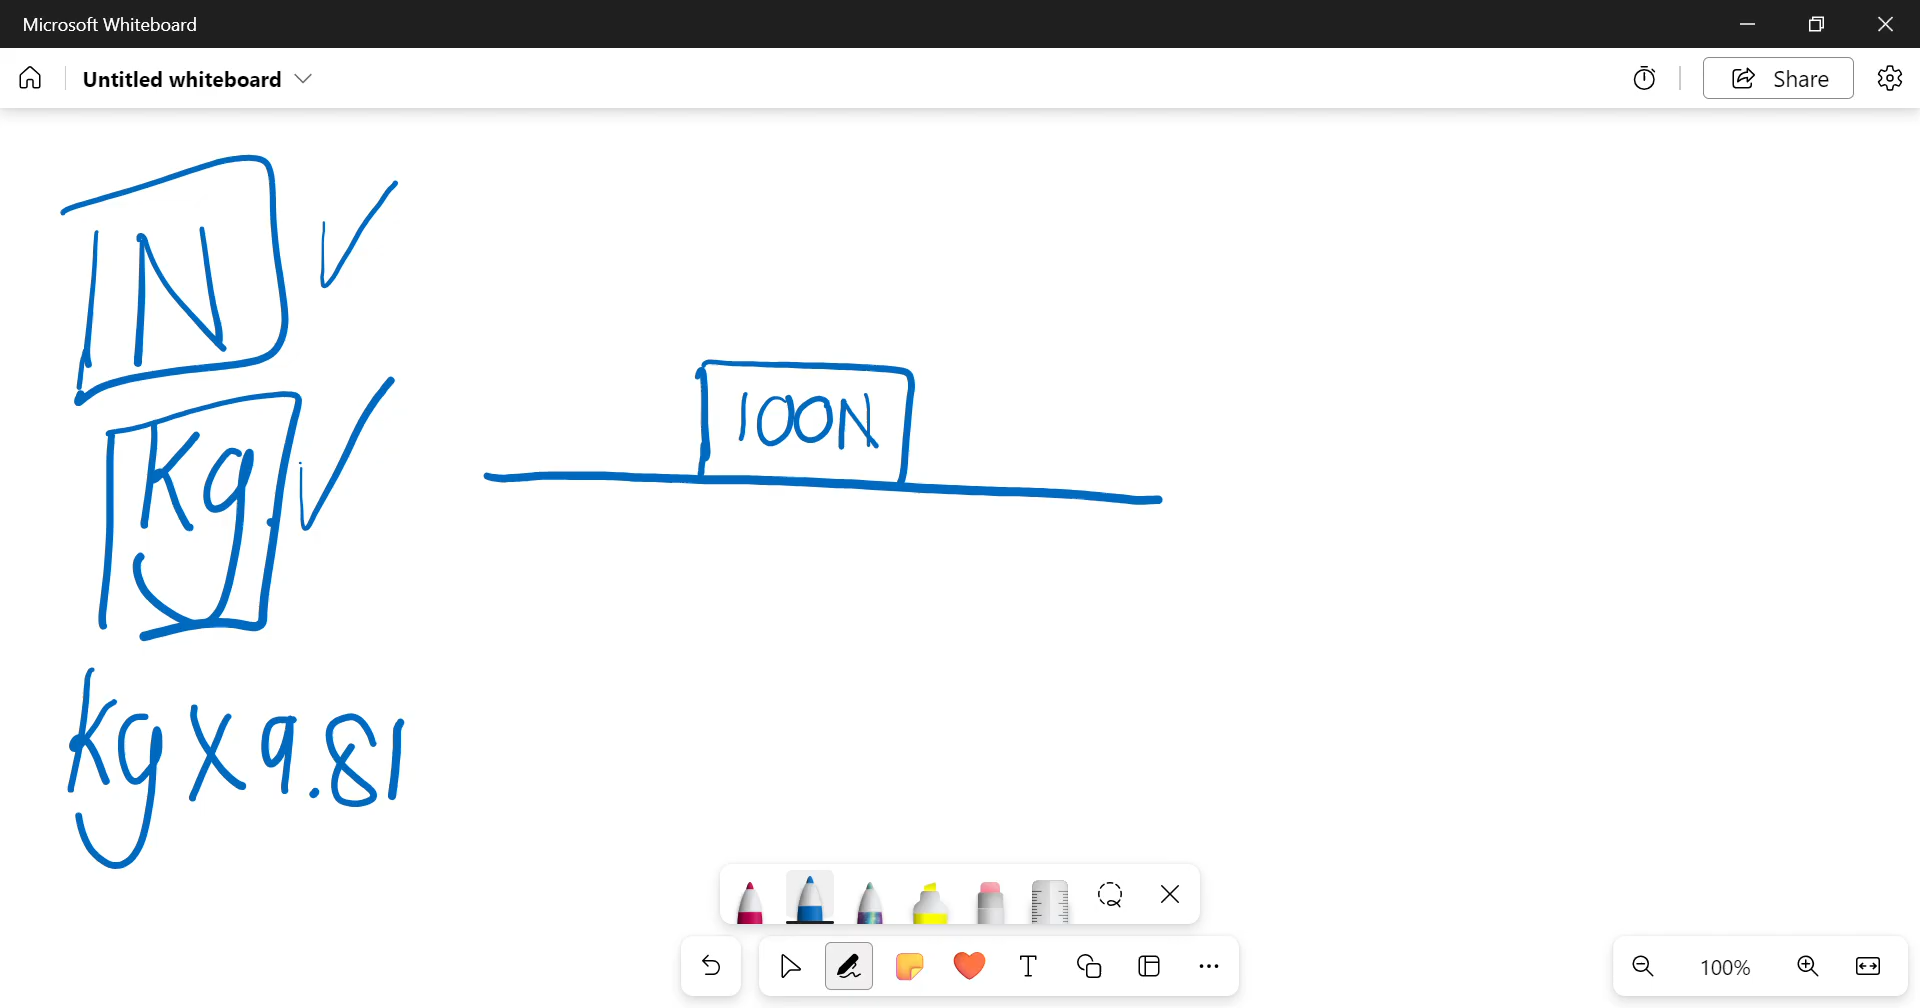 Microsoft Whiteboard
Untitled whiteboard
Share
N
kg
100N
kg x 9.81
100%